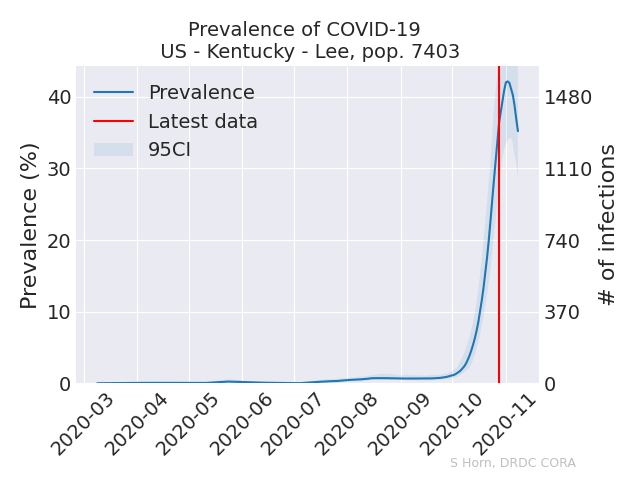 Prevalence of COVID-19
US - Kentucky - Lee, pop. 7403
Prevalence
Latest data
95CI
Prevalence (%)
40
30
20
10
0
# of infections
1480
1110
740
370
0
2020-03
2020-04
2020-05
2020-06
2020-07
2020-08
2020-09
2020-10
2020-11
S Horn, DRDC CORA